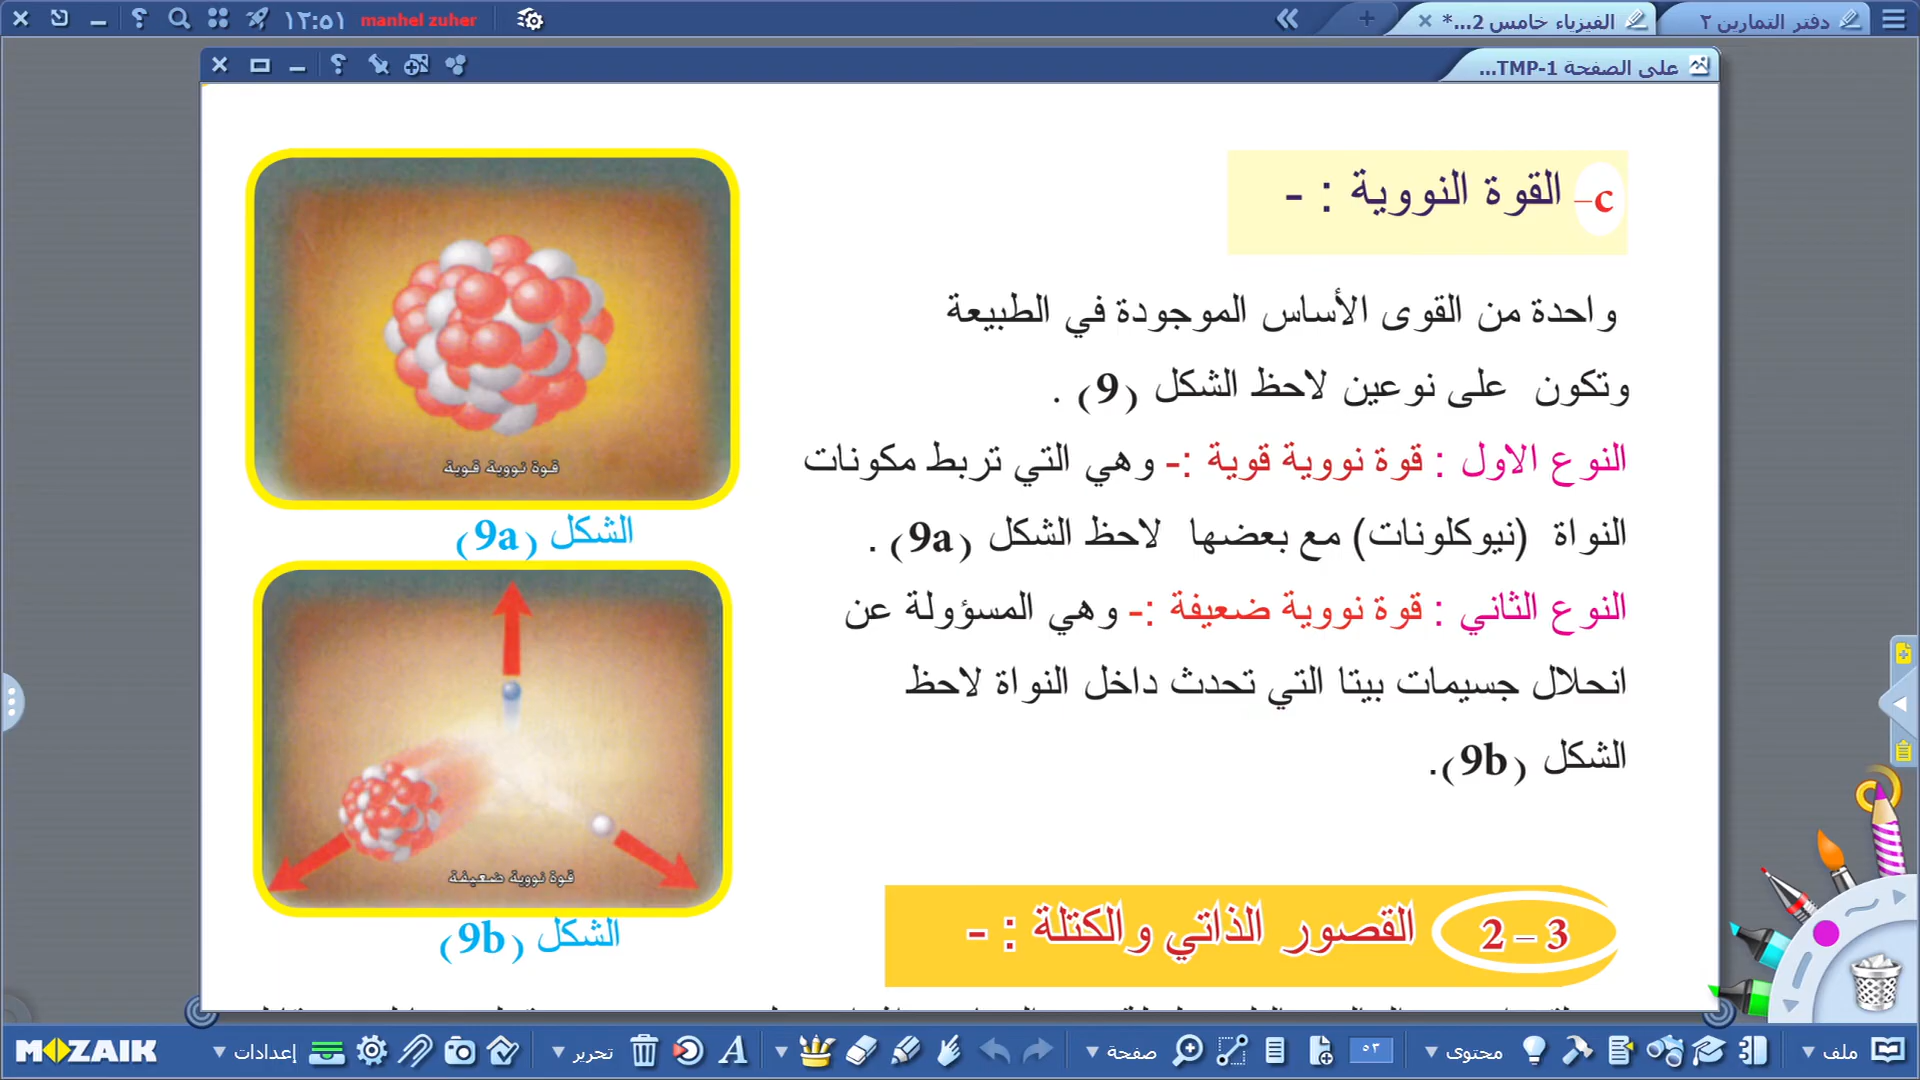 دفتر التمارين ٢
الفيزياء خامس 2...*
manhel zuher
١٢:٥١
على الصفحة TMP-1...
c– القوة النووية : -
واحدة من القوى الأساس الموجودة في الطبيعة
وتكون على نوعين لاحظ الشكل (9) .
النوع الاول : قوة نووية قوية :- وهي التي تربط مكونات
النواة (نيوكلونات) مع بعضها لاحظ الشكل (9a) .
النوع الثاني : قوة نووية ضعيفة :- وهي المسؤولة عن
انحلال جسيمات بيتا التي تحدث داخل النواة لاحظ
الشكل (9b).
قوة نووية قوية
الشكل (9a)
قوة نووية ضعيفة
الشكل (9b)
2 – 3 القصور الذاتي والكتلة : -
ملف
محتوى
٥٣
صفحة
A
تحرير
إعدادات
MOZAIK